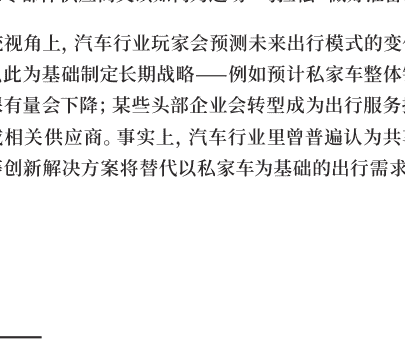 视角上，汽车行业玩家会预测未来出行模式的变
此为基础制定长期战略——例如预计私家车整体
有量会下降；某些头部企业会转型成为出行服务
相关供应商。事实上，汽车行业里曾普遍认为共
创新解决方案将替代以私家车为基础的出行需求